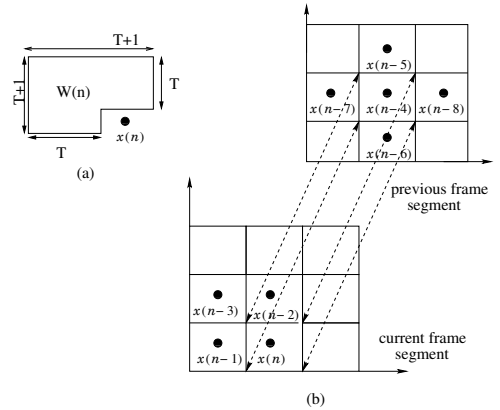 T+1
T+1
W(n)
T
x(n)
T
(a)
x(n−5)
x(n−7)
x(n−4)
x(n−8)
x(n−6)
previous frame
segment
x(n−3)
x(n−2)
x(n−1)
x(n)
current frame
segment
(b)